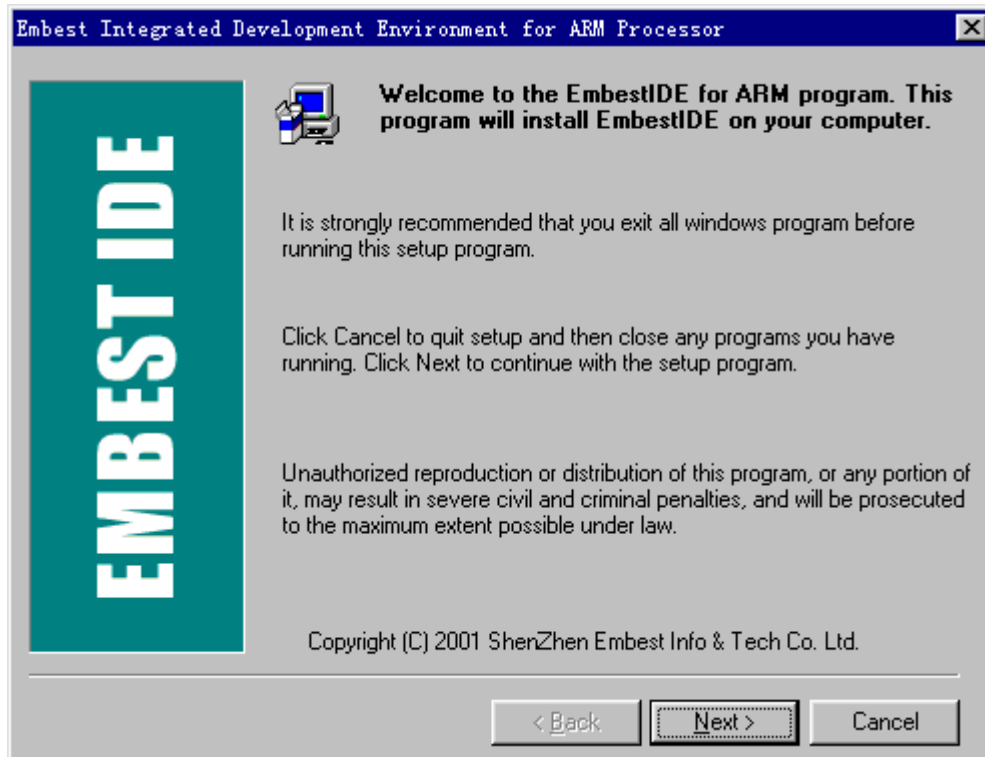 Embest Integrated Development Environment for ARM Processor
EMBEST IDE
Welcome to the EmbestIDE for ARM program. This
program will install EmbestIDE on your computer.
It is strongly recommended that you exit all windows program before
running this setup program.
Click Cancel to quit setup and then close any programs you have
running. Click Next to continue with the setup program.
Unauthorized reproduction or distribution of this program, or any portion of
it, may result in severe civil and criminal penalties, and will be prosecuted
to the maximum extent possible under law.
Copyright (C) 2001 ShenZhen Embest Info & Tech Co. Ltd.
< Back
Next >
Cancel